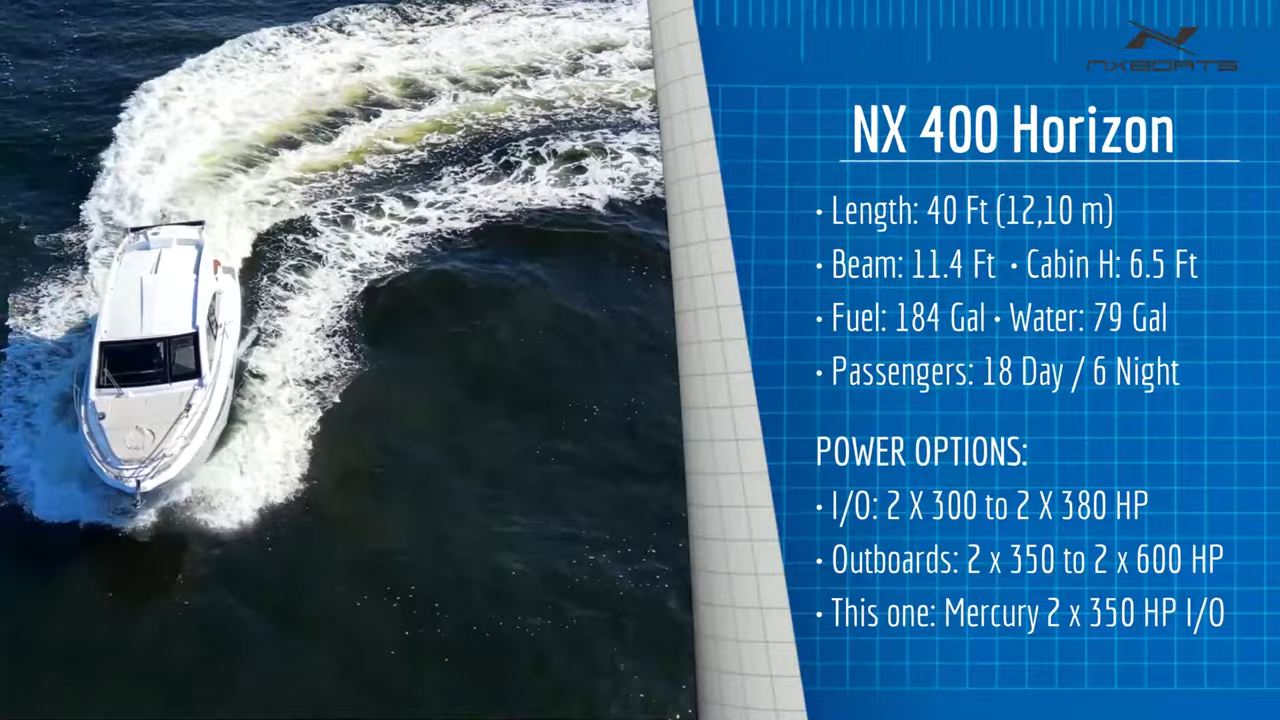 NXBOATS
NX 400 Horizon
• Length: 40 Ft (12,10 m)
• Beam: 11.4 Ft • Cabin H: 6.5 Ft
• Fuel: 184 Gal • Water: 79 Gal
• Passengers: 18 Day / 6 Night
POWER OPTIONS:
• I/O: 2 X 300 to 2 X 380 HP
• Outboards: 2 x 350 to 2 x 600 HP
• This one: Mercury 2 x 350 HP I/O